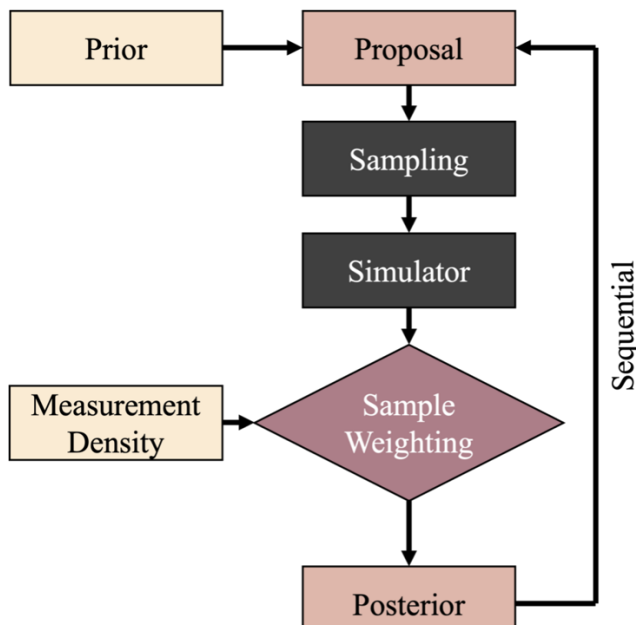 Prior
Proposal
Sampling
Simulator
Sequential
Measurement
Density
Sample
Weighting
Posterior